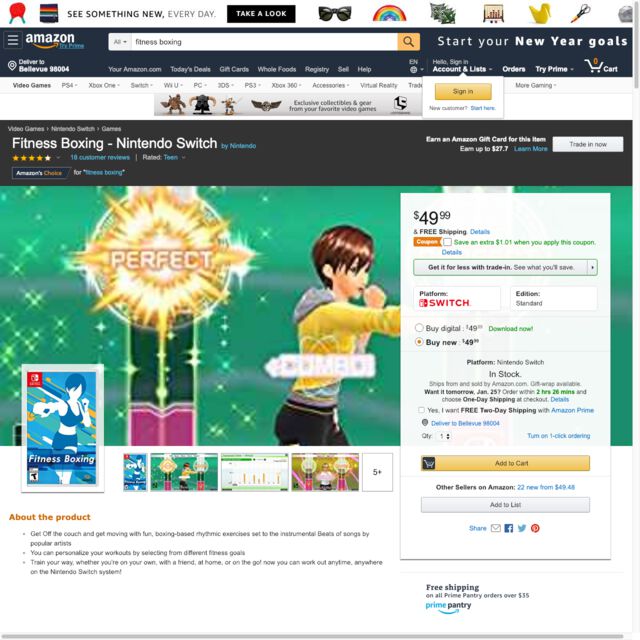 SEE SOMETHING NEW, EVERY DAY. TAKE A LOOK
amazon
Try Prime
All
fitness boxing
Start your New Year goals
Deliver to
Bellevue 98004
Your Amazon.com Today's Deals Gift Cards Whole Foods Registry Sell Help
EN
Hello, Sign in
Account & Lists
Orders
Try Prime
0
Cart
Sign in
New customer? Start here.
Video Games PS4 Xbox One Switch Wii U PC 3DS PS3 Xbox 360 Accessories Virtual Reality More Gaming
Exclusive collectibles & gear
from your favorite video games
Video Games › Nintendo Switch › Games
Fitness Boxing - Nintendo Switch by Nintendo
18 customer reviews | Rated: Teen
Amazon's Choice for "fitness boxing"
Earn an Amazon Gift Card for this item
Earn up to $27.7 Learn More
Trade in now
PERFECT
COMBO!
$49.99
& FREE Shipping. Details
Coupon Save an extra $1.01 when you apply this coupon.
Details
Get it for less with trade-in. See what you'll save.
Platform:
SWITCH
Edition:
Standard
Buy digital : $49.99 Download now!
Buy new : $49.99
Platform: Nintendo Switch
In Stock.
Ships from and sold by Amazon.com. Gift-wrap available.
Want it tomorrow, Jan. 25? Order within 2 hrs 26 mins and
choose One-Day Shipping at checkout. Details
Yes, I want FREE Two-Day Shipping with Amazon Prime
Deliver to Bellevue 98004
Qty: 1
Turn on 1-click ordering
Add to Cart
Other Sellers on Amazon: 22 new from $49.48
Add to List
Share
Fitness Boxing
5+
About the product
Get Off the couch and get moving with fun, boxing-based rhythmic exercises set to the instrumental Beats of songs by
popular artists
You can personalize your workouts by selecting from different fitness goals
Train your way, whether you're on your own, with a friend, at home, or on the go! now you can work out anytime, anywhere
on the Nintendo Switch system!
Free shipping
on all Prime Pantry orders over $35
prime pantry